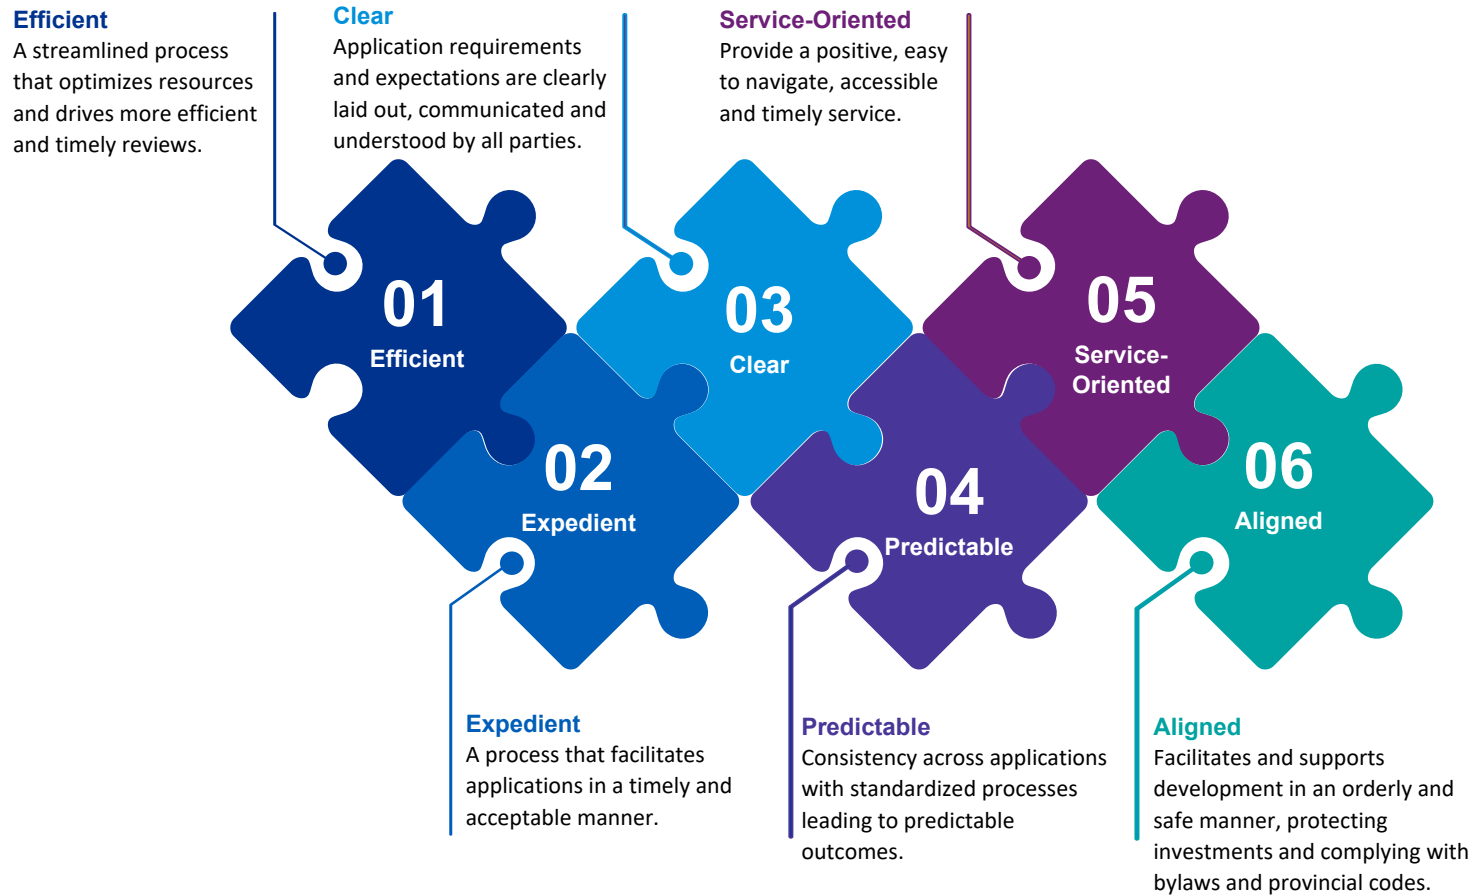 Efficient
A streamlined process
that optimizes resources
and drives more efficient
and timely reviews.
Clear
Application requirements
and expectations are clearly
laid out, communicated and
understood by all parties.
Service-Oriented
Provide a positive, easy
to navigate, accessible
and timely service.
01
Efficient
02
Expedient
03
Clear
04
Predictable
05
Service-
Oriented
06
Aligned
Expedient
A process that facilitates
applications in a timely and
acceptable manner.
Predictable
Consistency across applications
with standardized processes
leading to predictable
outcomes.
Aligned
Facilitates and supports
development in an orderly and
safe manner, protecting
investments and complying with
bylaws and provincial codes.